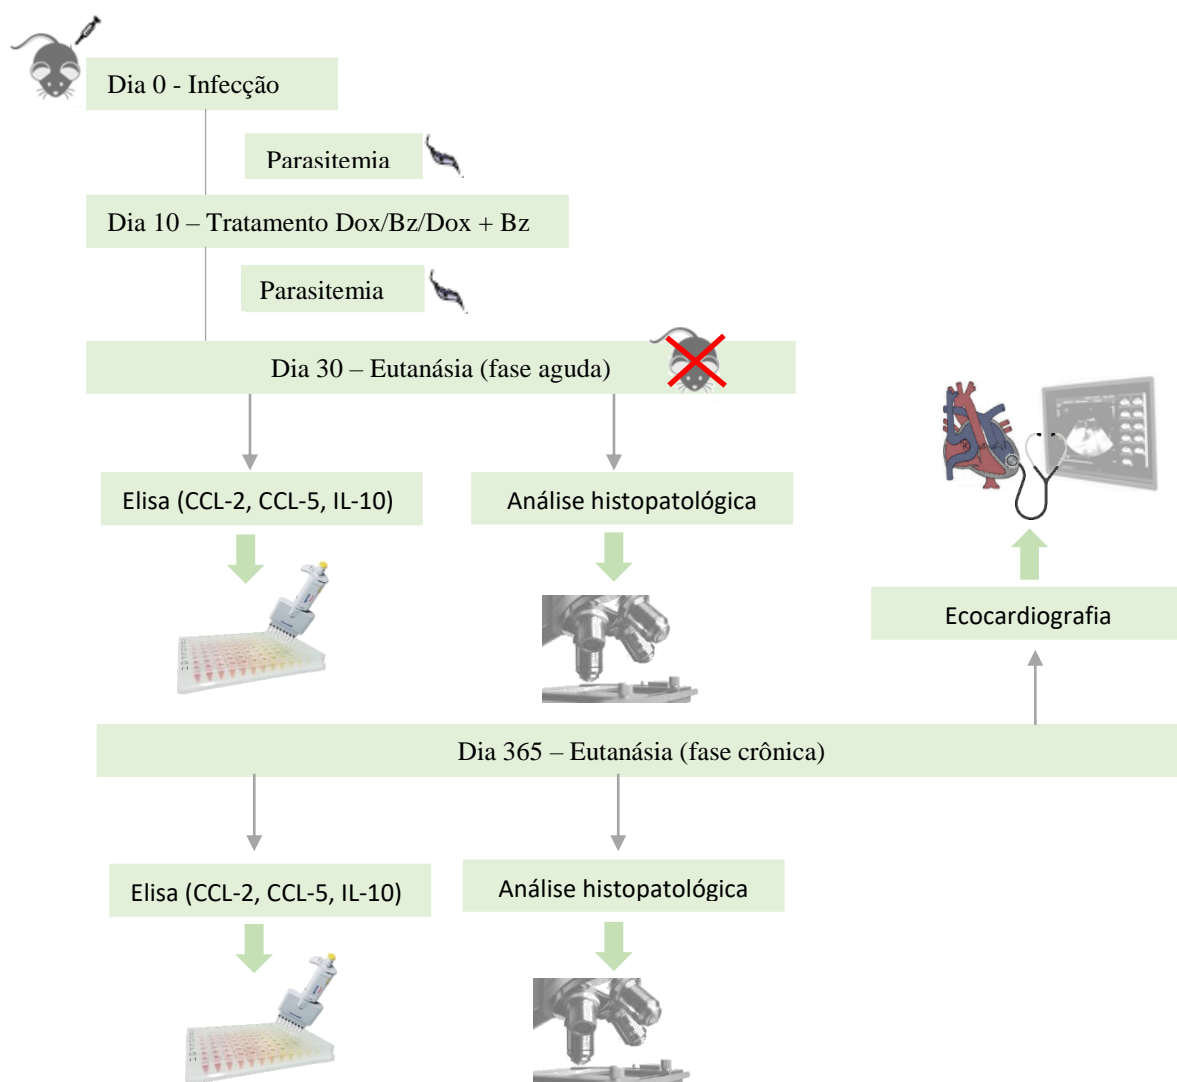 Dia 0 - Infecção
Parasitemia
Dia 10 – Tratamento Dox/Bz/Dox + Bz
Parasitemia
Dia 30 – Eutanásia (fase aguda)
Elisa (CCL-2, CCL-5, IL-10)
Análise histopatológica
Ecocardiografia
Dia 365 – Eutanásia (fase crônica)
Elisa (CCL-2, CCL-5, IL-10)
Análise histopatológica